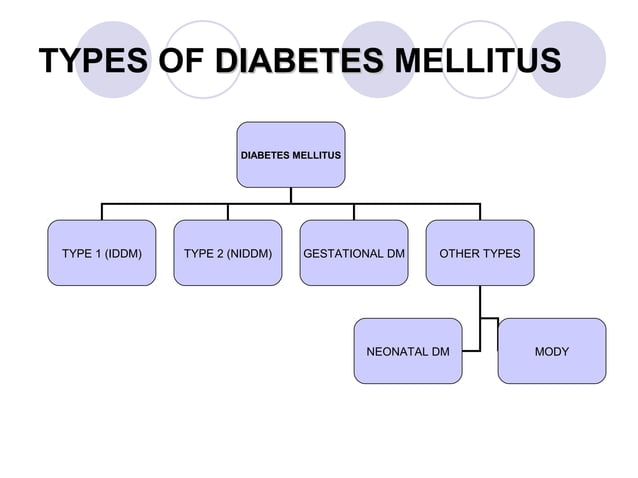 TYPES OF DIABETES MELLITUS
DIABETES MELLITUS
TYPE 1 (IDDM)
TYPE 2 (NIDDM)
GESTATIONAL DM
OTHER TYPES
NEONATAL DM
MODY